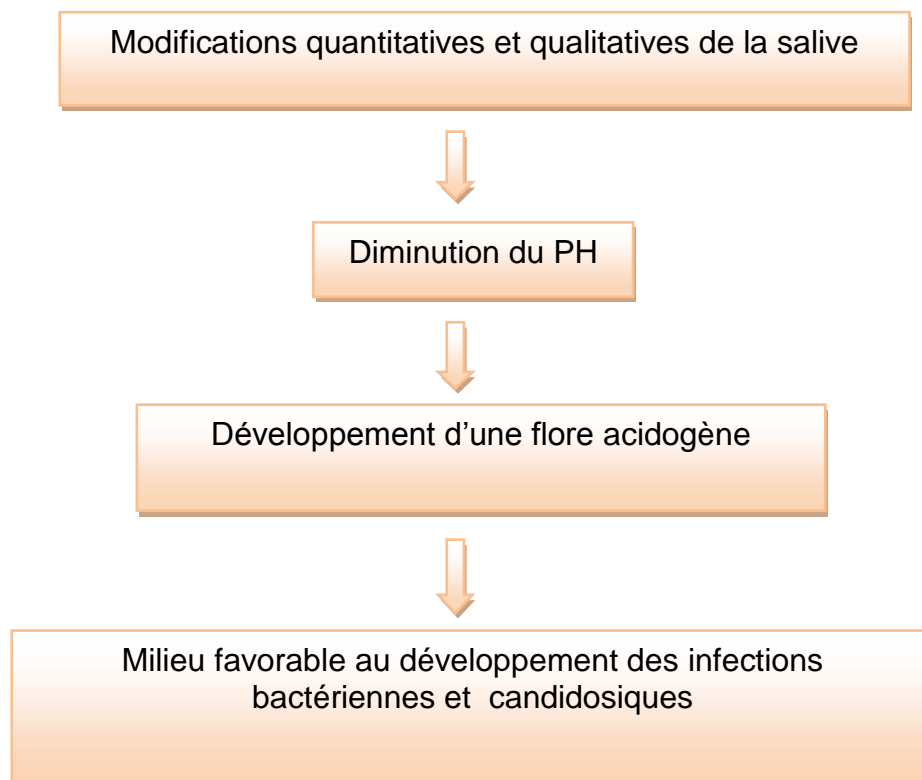 Modifications quantitatives et qualitatives de la salive
Diminution du PH
Développement d’une flore acidogène
Milieu favorable au développement des infections
bactériennes et  candidosiques